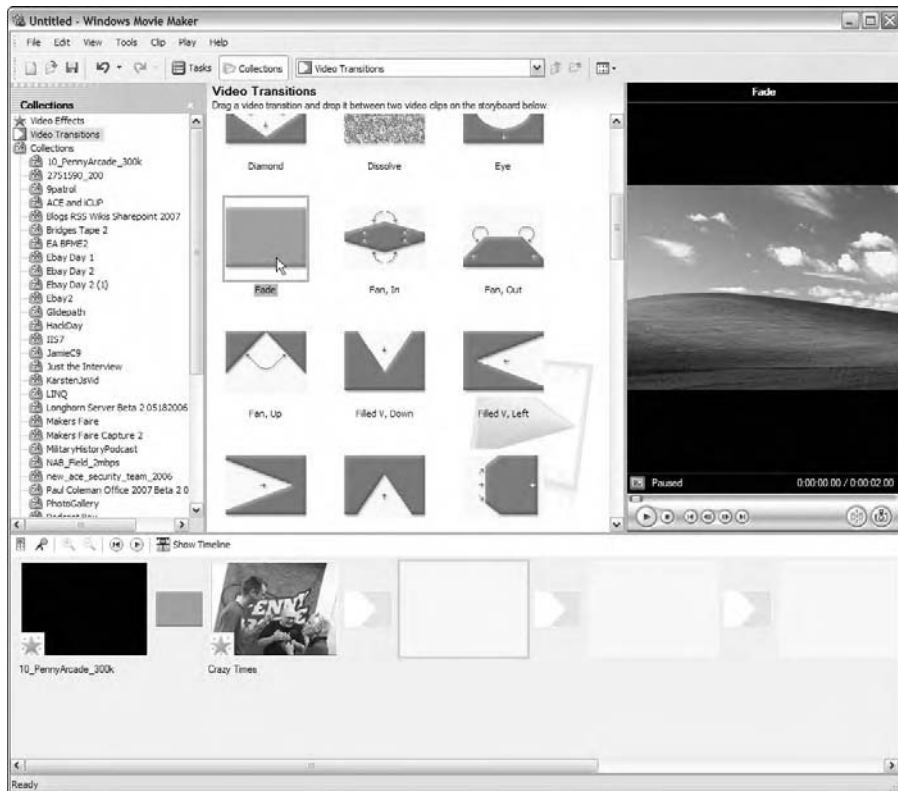 Untitled - Windows Movie Maker
File Edit View Tools Clip Play Help
Tasks Collections Video Transitions
Collections
Video Effects
Video Transitions
Collections
10_PennyArcade_300k
2751590_200
9patrol
ACE and iCUP
Blogs RSS Wikis Sharepoint 2007
Bridges Tape 2
EA BFME2
Ebay Day 1
Ebay Day 2
Ebay Day 2 (1)
Ebay2
Glidepath
HackDay
IIS7
JamieC9
Just the Interview
KarstenJsVid
LINQ
Longhorn Server Beta 2 05182006
Makers Faire
Makers Faire Capture 2
MilitaryHistoryPodcast
NAB_Field_2mbps
new_ace_security_team_2006
Paul Coleman Office 2007 Beta 2 0
PhotoGallery
Video Transitions
Drag a video transition and drop it between two video clips on the storyboard below.
Diamond Dissolve Eye
Fade Fan, In Fan, Out
Fan, Up Filled V, Down Filled V, Left
Fade
Paused 0:00:00.00 / 0:00:02.00
Show Timeline
10_PennyArcade_300k Crazy Times
Ready